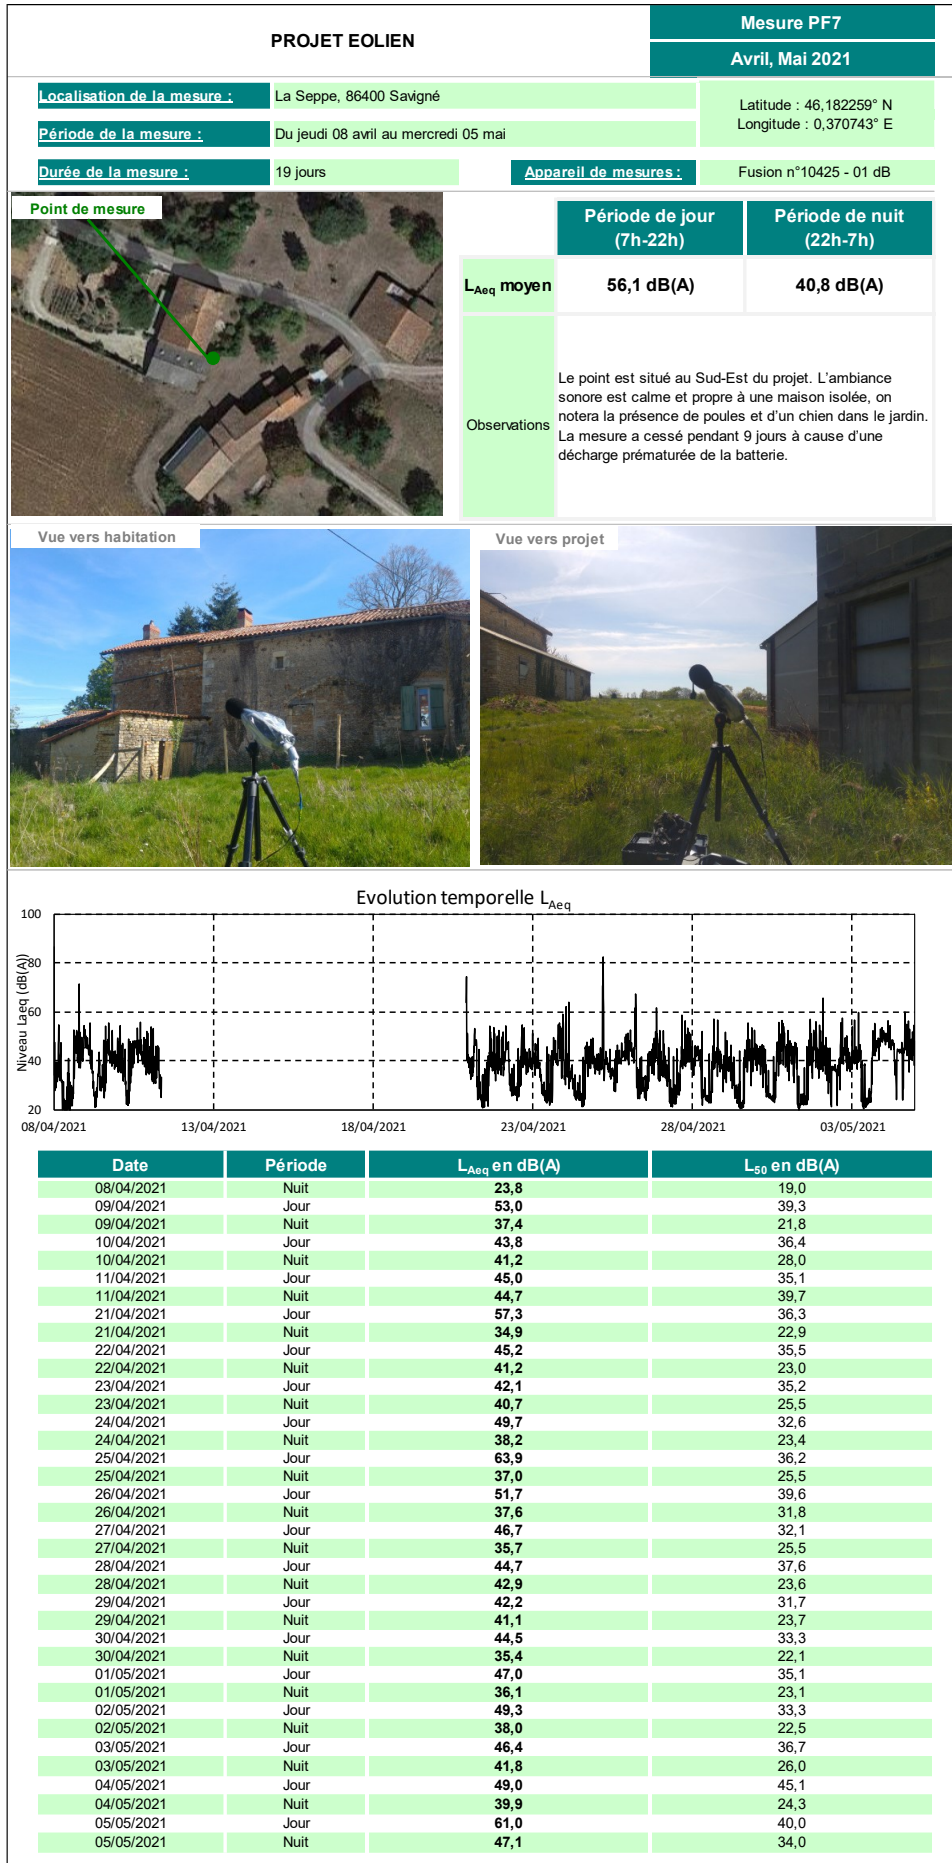 PROJET EOLIEN
Mesure PF7
Avril, Mai 2021
Localisation de la mesure :
La Seppe, 86400 Savigné
Latitude : 46,182259° N
Longitude : 0,370743° E
Période de la mesure :
Du jeudi 08 avril au mercredi 05 mai
Durée de la mesure :
19 jours
Appareil de mesures :
Fusion n°10425 - 01 dB
Point de mesure
Période de jour
(7h-22h)
Période de nuit
(22h-7h)
LAeq moyen
56,1 dB(A)
40,8 dB(A)
Observations
Le point est situé au Sud-Est du projet. L'ambiance
sonore est calme et propre à une maison isolée, on
notera la présence de poules et d'un chien dans le jardin.
La mesure a cessé pendant 9 jours à cause d'une
décharge prématurée de la batterie.
Vue vers habitation
Vue vers projet
Evolution temporelle LAeq
Niveau Laeq (dB(A))
100
80
60
40
20
08/04/2021 13/04/2021 18/04/2021 23/04/2021 28/04/2021 03/05/2021
Date Période LAeq en dB(A) L50 en dB(A)
08/04/2021 Nuit 23,8 19,0
09/04/2021 Jour 53,0 39,3
09/04/2021 Nuit 37,4 21,8
10/04/2021 Jour 43,8 36,4
10/04/2021 Nuit 41,2 28,0
11/04/2021 Jour 45,0 35,1
11/04/2021 Nuit 44,7 39,7
21/04/2021 Jour 57,3 36,3
21/04/2021 Nuit 34,9 22,9
22/04/2021 Jour 45,2 35,5
22/04/2021 Nuit 41,2 23,0
23/04/2021 Jour 42,1 35,2
23/04/2021 Nuit 40,7 25,5
24/04/2021 Jour 49,7 32,6
24/04/2021 Nuit 38,2 23,4
25/04/2021 Jour 63,9 36,2
25/04/2021 Nuit 37,0 25,5
26/04/2021 Jour 51,7 39,6
26/04/2021 Nuit 37,6 31,8
27/04/2021 Jour 46,7 32,1
27/04/2021 Nuit 35,7 25,5
28/04/2021 Jour 44,7 37,6
28/04/2021 Nuit 42,9 23,6
29/04/2021 Jour 42,2 31,7
29/04/2021 Nuit 41,1 23,7
30/04/2021 Jour 44,5 33,3
30/04/2021 Nuit 35,4 22,1
01/05/2021 Jour 47,0 35,1
01/05/2021 Nuit 36,1 23,1
02/05/2021 Jour 49,3 33,3
02/05/2021 Nuit 38,0 22,5
03/05/2021 Jour 46,4 36,7
03/05/2021 Nuit 41,8 26,0
04/05/2021 Jour 49,0 45,1
04/05/2021 Nuit 39,9 24,3
05/05/2021 Jour 61,0 40,0
05/05/2021 Nuit 47,1 34,0